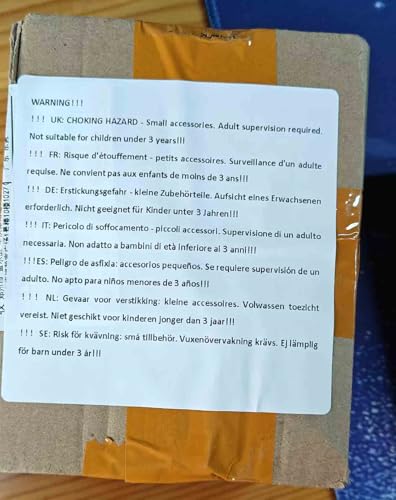 WARNING!!!
!!! UK: CHOKING HAZARD - Small accessories. Adult supervision required.
Not suitable for children under 3 years!!!
!!! FR: Risque d'étouffement - petits accessoires. Surveillance d'un adulte
requise. Ne convient pas aux enfants de moins de 3 ans!!!
!!! DE: Erstickungsgefahr - kleine Zubehörteile. Aufsicht eines Erwachsenen
erforderlich. Nicht geeignet für Kinder unter 3 Jahren!!!
!!! IT: Pericolo di soffocamento - piccoli accessori. Supervisione di un adulto
necessaria. Non adatto a bambini di età inferiore ai 3 anni!!!
!!!ES: Peligro de asfixia: accesorios pequeños. Se requiere supervisión de un
adulto. No apto para niños menores de 3 años!!!
!!! NL: Gevaar voor verstikking: kleine accessoires. Volwassen toezicht
vereist. Niet geschikt voor kinderen jonger dan 3 jaar!!!
!!! SE: Risk för kvävning: små tillbehör. Vuxenövervakning krävs. Ej lämplig
för barn under 3 år!!!